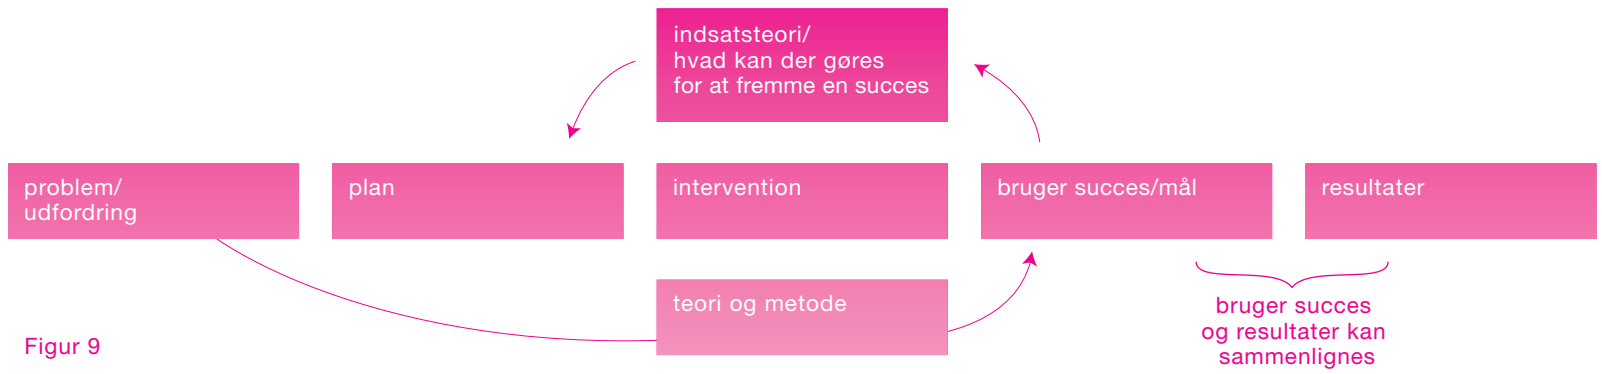 indsatsteori/
hvad kan der gøres
for at fremme en succes
problem/
udfordring
plan
intervention
bruger succes/mål
resultater
teori og metode
bruger succes
og resultater kan
sammenlignes
Figur 9